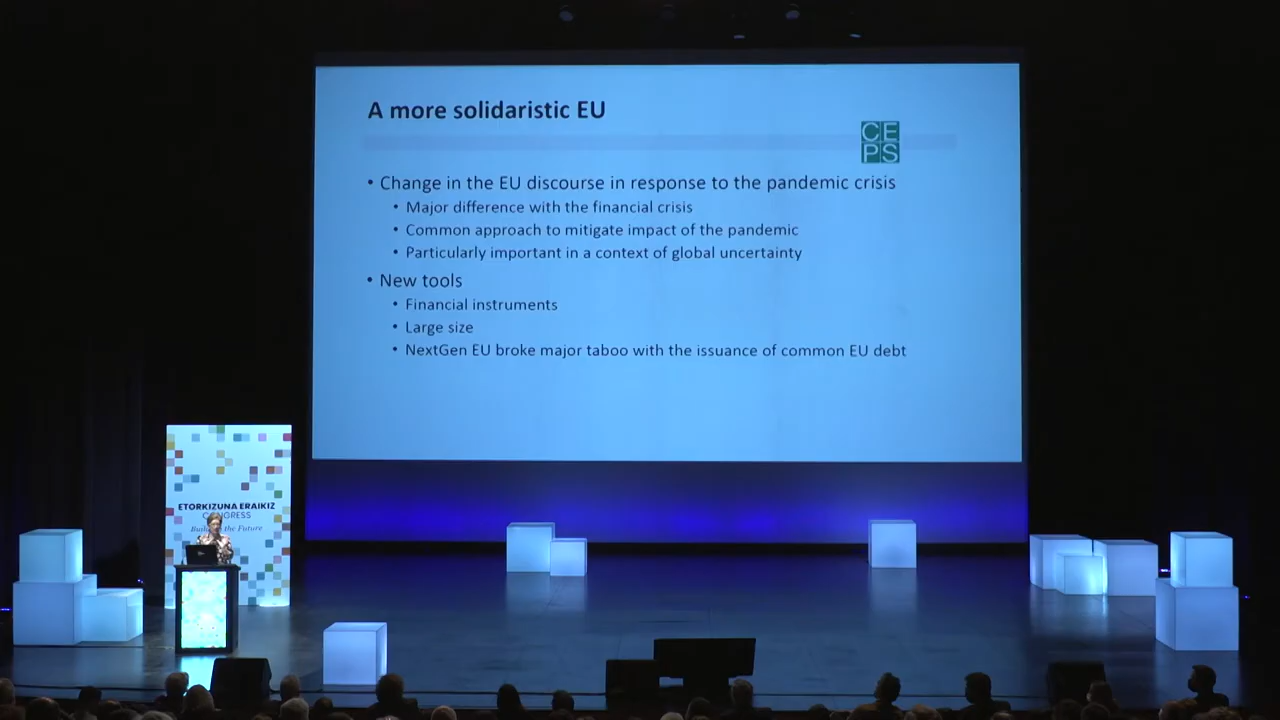 A more solidaristic EU
CE
PS
• Change in the EU discourse in response to the pandemic crisis
• Major difference with the financial crisis
• Common approach to mitigate impact of the pandemic
• Particularly important in a context of global uncertainty
• New tools
• Financial instruments
• Large size
• NextGen EU broke major taboo with the issuance of common EU debt
ETORKIZUNA ERAIKIZ
the Future